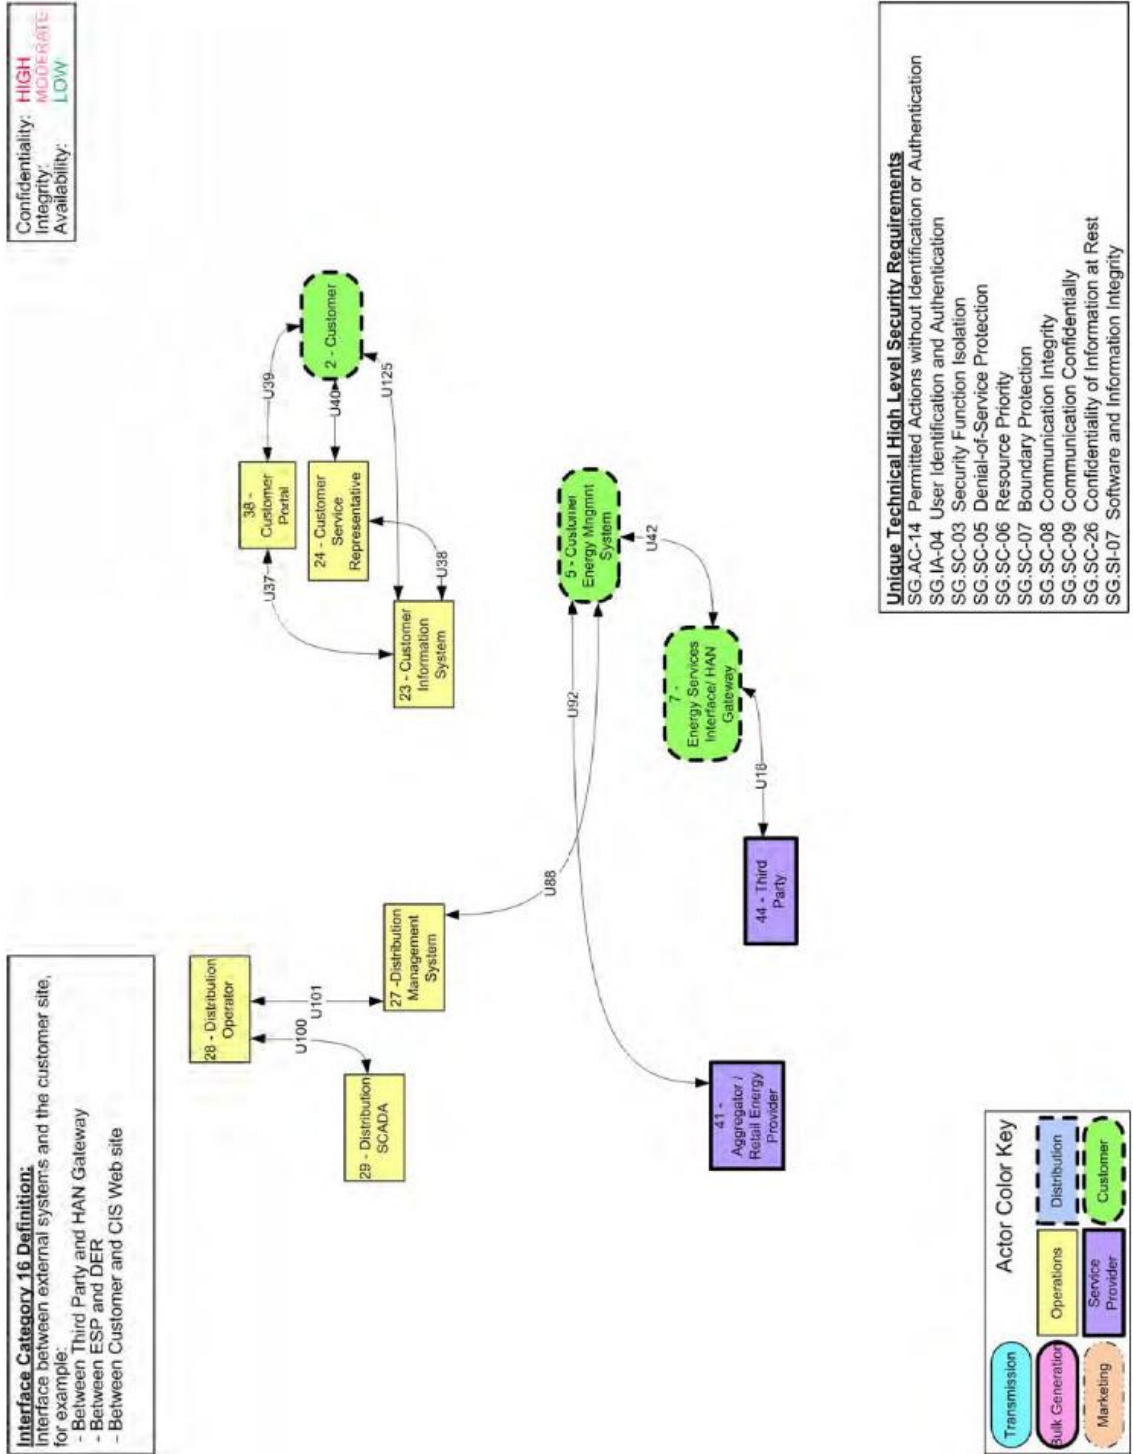 Interface Category 16 Definition:
Interface between external systems and the customer site,
for example:
- Between Third Party and HAN Gateway
- Between ESP and DER
- Between Customer and CIS Web site
Confidentiality: HIGH
Integrity: MODERATE
Availability: LOW
28 - Distribution
Operator
U100
U101
29 - Distribution
SCADA
27 -Distribution
Management
System
U88
38 -
Customer
Portal
U37
U39
24 - Customer
Service
Representative
U40
2 - Customer
U125
U38
23 - Customer
Information
System
5 - Customer
Energy Mngmnt
System
U92
U42
7 -
Energy Services
Interface/ HAN
Gateway
U18
44 - Third
Party
41 -
Aggregator /
Retail Energy
Provider
Actor Color Key
Transmission
Bulk Generation
Marketing
Operations
Service
Provider
Distribution
Customer
Unique Technical High Level Security Requirements
SG.AC-14 Permitted Actions without Identification or Authentication
SG.IA-04 User Identification and Authentication
SG.SC-03 Security Function Isolation
SG.SC-05 Denial-of-Service Protection
SG.SC-06 Resource Priority
SG.SC-07 Boundary Protection
SG.SC-08 Communication Integrity
SG.SC-09 Communication Confidentially
SG.SC-26 Confidentiality of Information at Rest
SG.SI-07 Software and Information Integrity